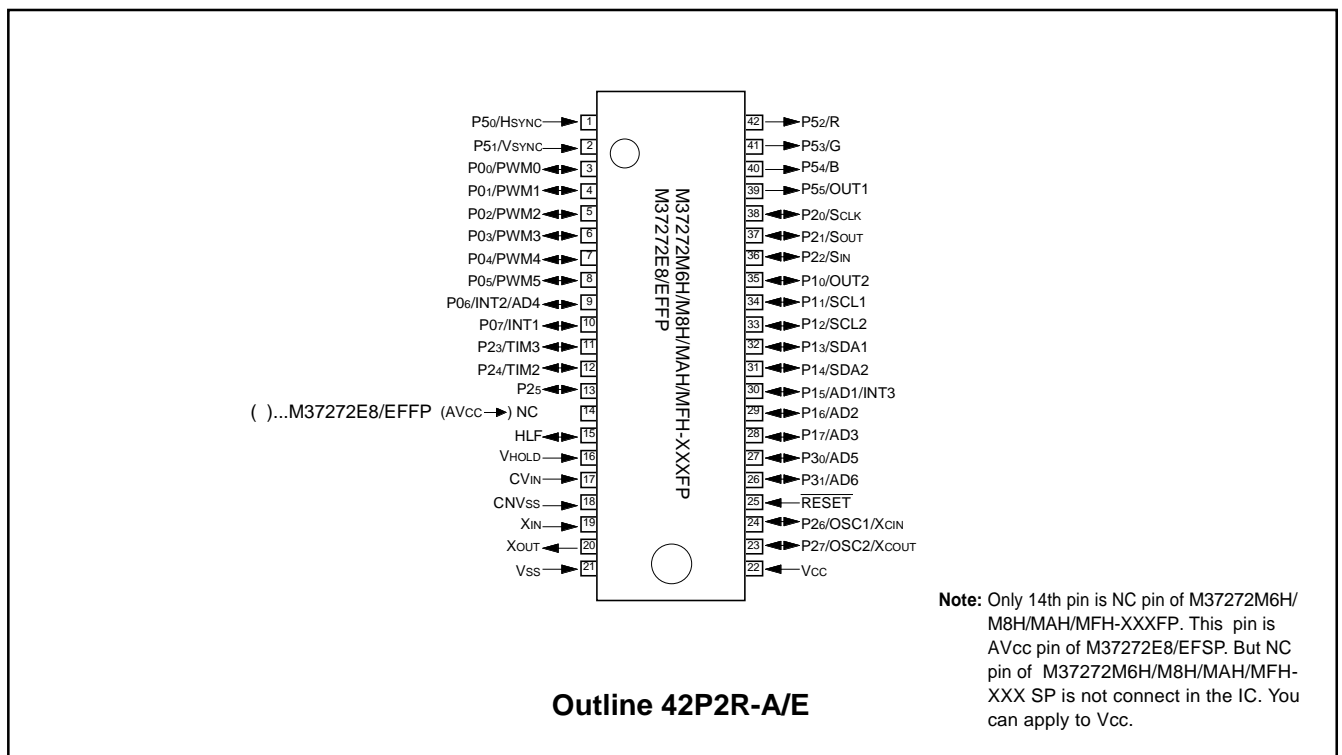 P50/HSYNC 1
P51/VSYNC 2
P00/PWM0 3
P01/PWM1 4
P02/PWM2 5
P03/PWM3 6
P04/PWM4 7
P05/PWM5 8
P06/INT2/AD4 9
P07/INT1 10
P23/TIM3 11
P24/TIM2 12
P25 13
( )...M37272E8/EFFP (AVCC ) NC 14
HLF 15
VHOLD 16
CVIN 17
CNVSS 18
XIN 19
XOUT 20
VSS 21
M37272M6H/M8H/MAH/MFH-XXXFP
M37272E8/EFFP
42 P52/R
41 P53/G
40 P54/B
39 P55/OUT1
38 P20/SCLK
37 P21/SOUT
36 P22/SIN
35 P10/OUT2
34 P11/SCL1
33 P12/SCL2
32 P13/SDA1
31 P14/SDA2
30 P15/AD1/INT3
29 P16/AD2
28 P17/AD3
27 P30/AD5
26 P31/AD6
25 RESET
24 P26/OSC1/XCIN
23 P27/OSC2/XCOUT
22 VCC
Note: Only 14th pin is NC pin of M37272M6H/
M8H/MAH/MFH-XXXFP. This pin is
AVcc pin of M37272E8/EFSP. But NC
pin of M37272M6H/M8H/MAH/MFH-
XXX SP is not connect in the IC. You
can apply to Vcc.
Outline 42P2R-A/E